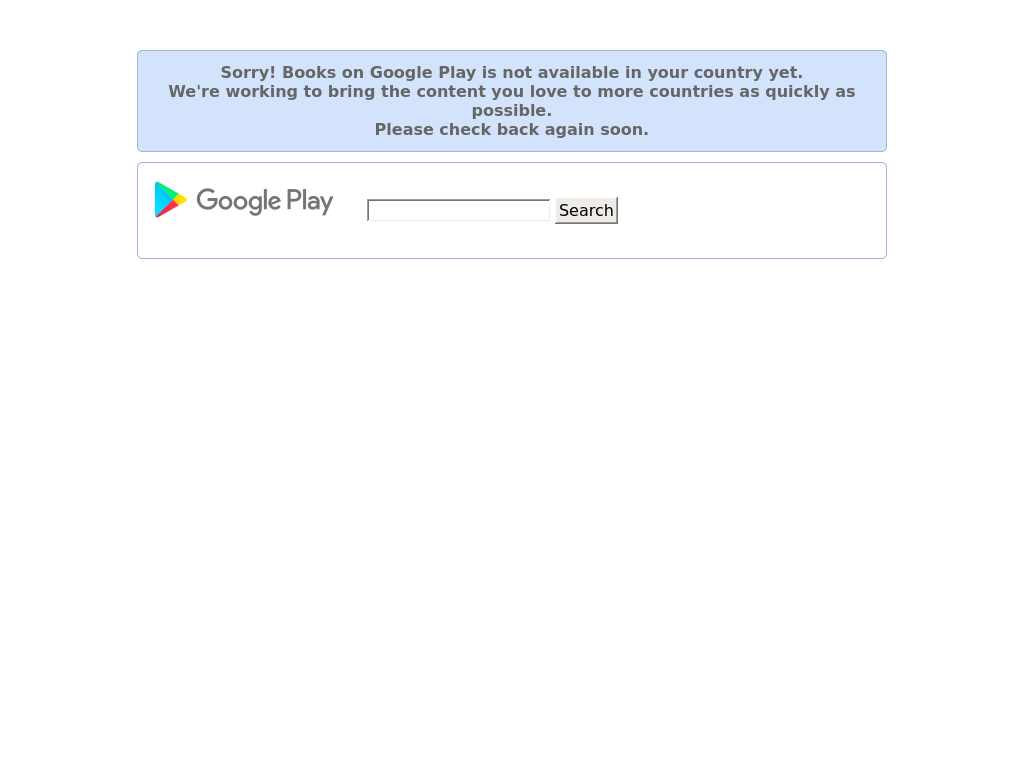 Sorry! Books on Google Play is not available in your country yet.
We're working to bring the content you love to more countries as quickly as
possible.
Please check back again soon.
Google Play
Search